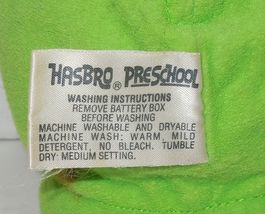 HASBRO® PRESCHOOL
WASHING INSTRUCTIONS
REMOVE BATTERY BOX
BEFORE WASHING
MACHINE WASHABLE AND DRYABLE
MACHINE WASH: WARM, MILD
DETERGENT, NO BLEACH. TUMBLE
DRY: MEDIUM SETTING.